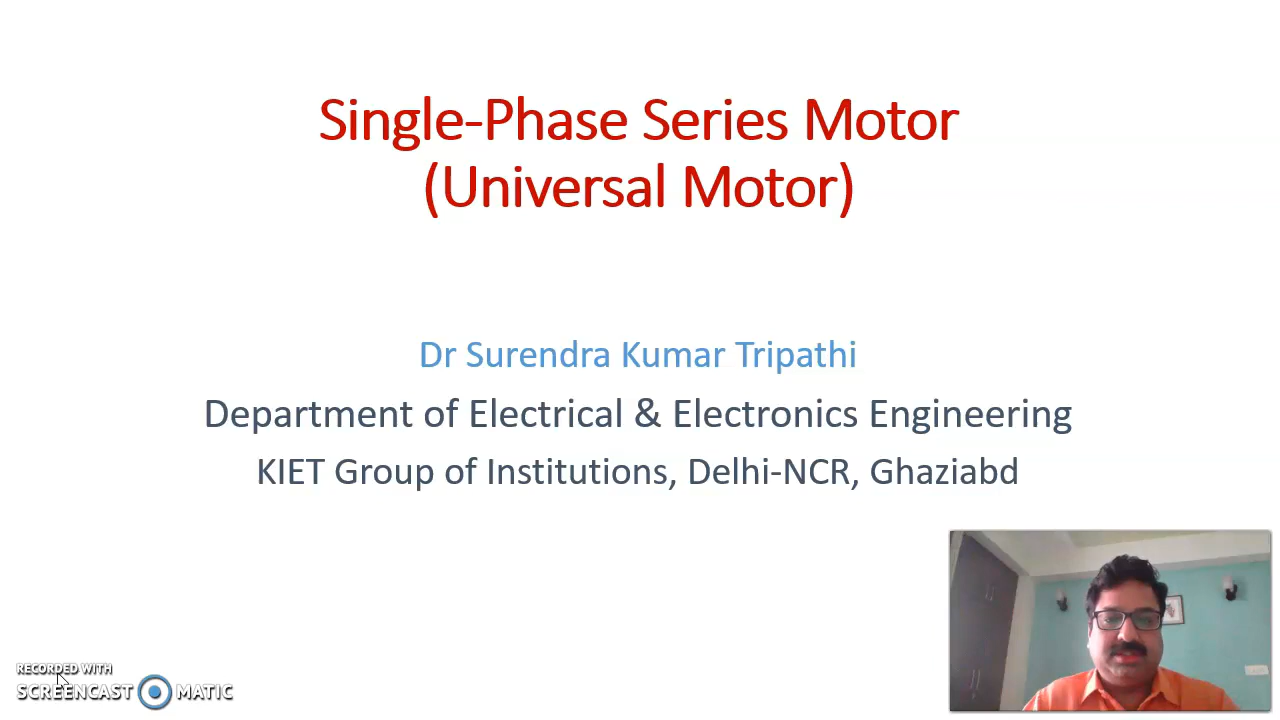 Single-Phase Series Motor
(Universal Motor)
Dr Surendra Kumar Tripathi
Department of Electrical & Electronics Engineering
KIET Group of Institutions, Delhi-NCR, Ghaziabd
RECORDED WITH
SCREENCAST MATIC